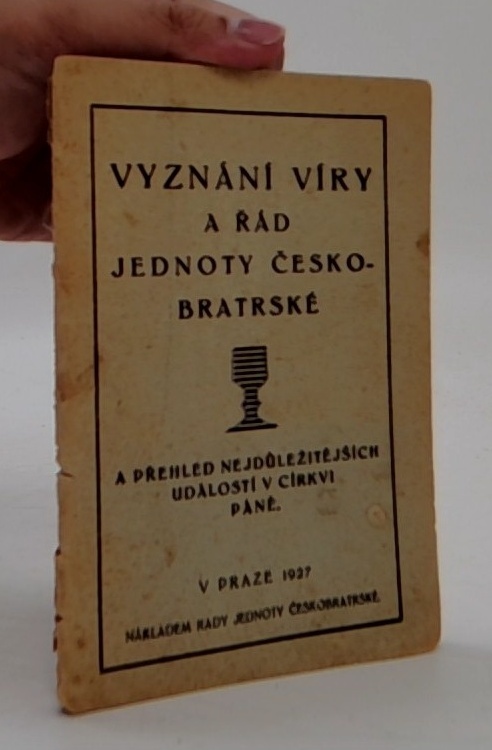 VYZNÁNÍ VÍRY
A ŘÁD
JEDNOTY ČESKO-
BRATRSKÉ
A PŘEHLED NEJDŮLEŽITĚJŠÍCH
UDÁLOSTÍ V CÍRKVI
PÁNĚ.
V PRAZE 1927
NÁKLADEM RADY JEDNOTY ČESKOBRATRSKÉ